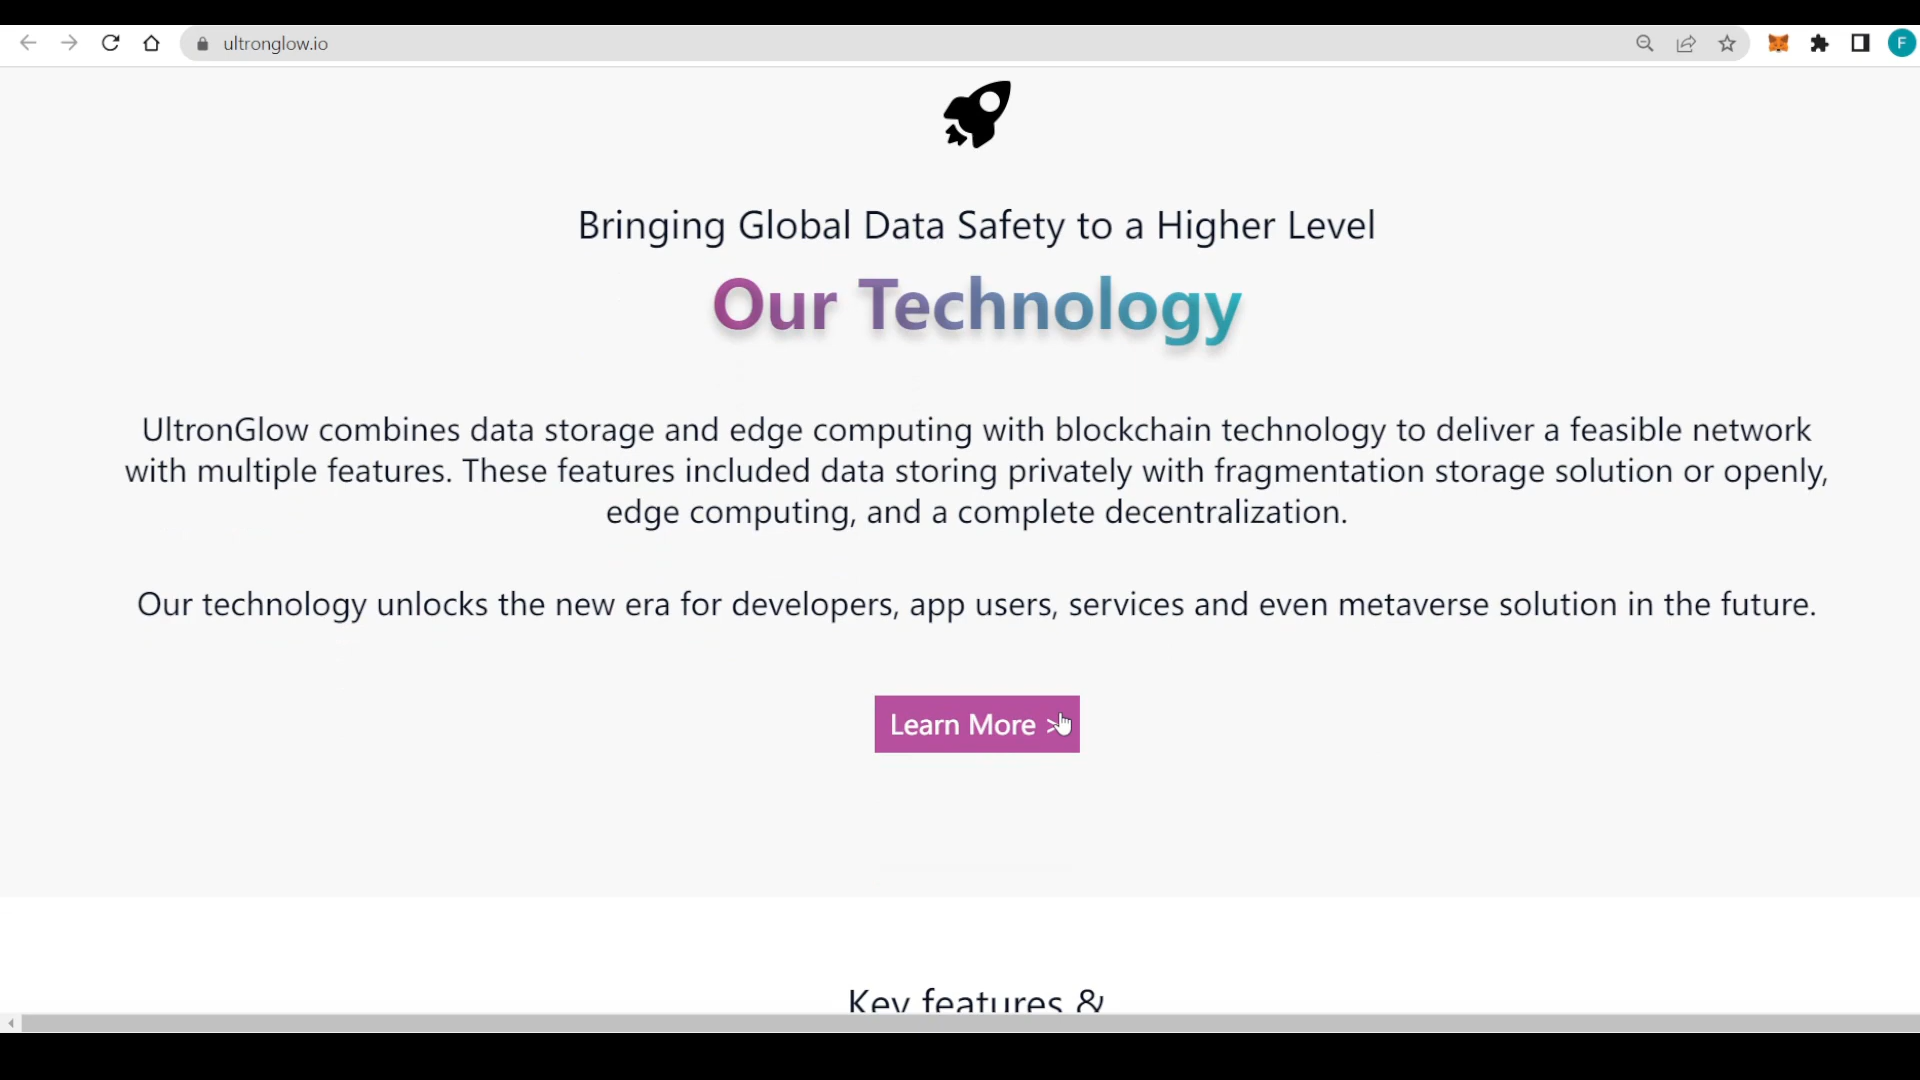 ultronglow.io
F
Bringing Global Data Safety to a Higher Level
Our Technology
UltronGlow combines data storage and edge computing with blockchain technology to deliver a feasible network
with multiple features. These features included data storing privately with fragmentation storage solution or openly,
edge computing, and a complete decentralization.
Our technology unlocks the new era for developers, app users, services and even metaverse solution in the future.
Learn More >
Key features &